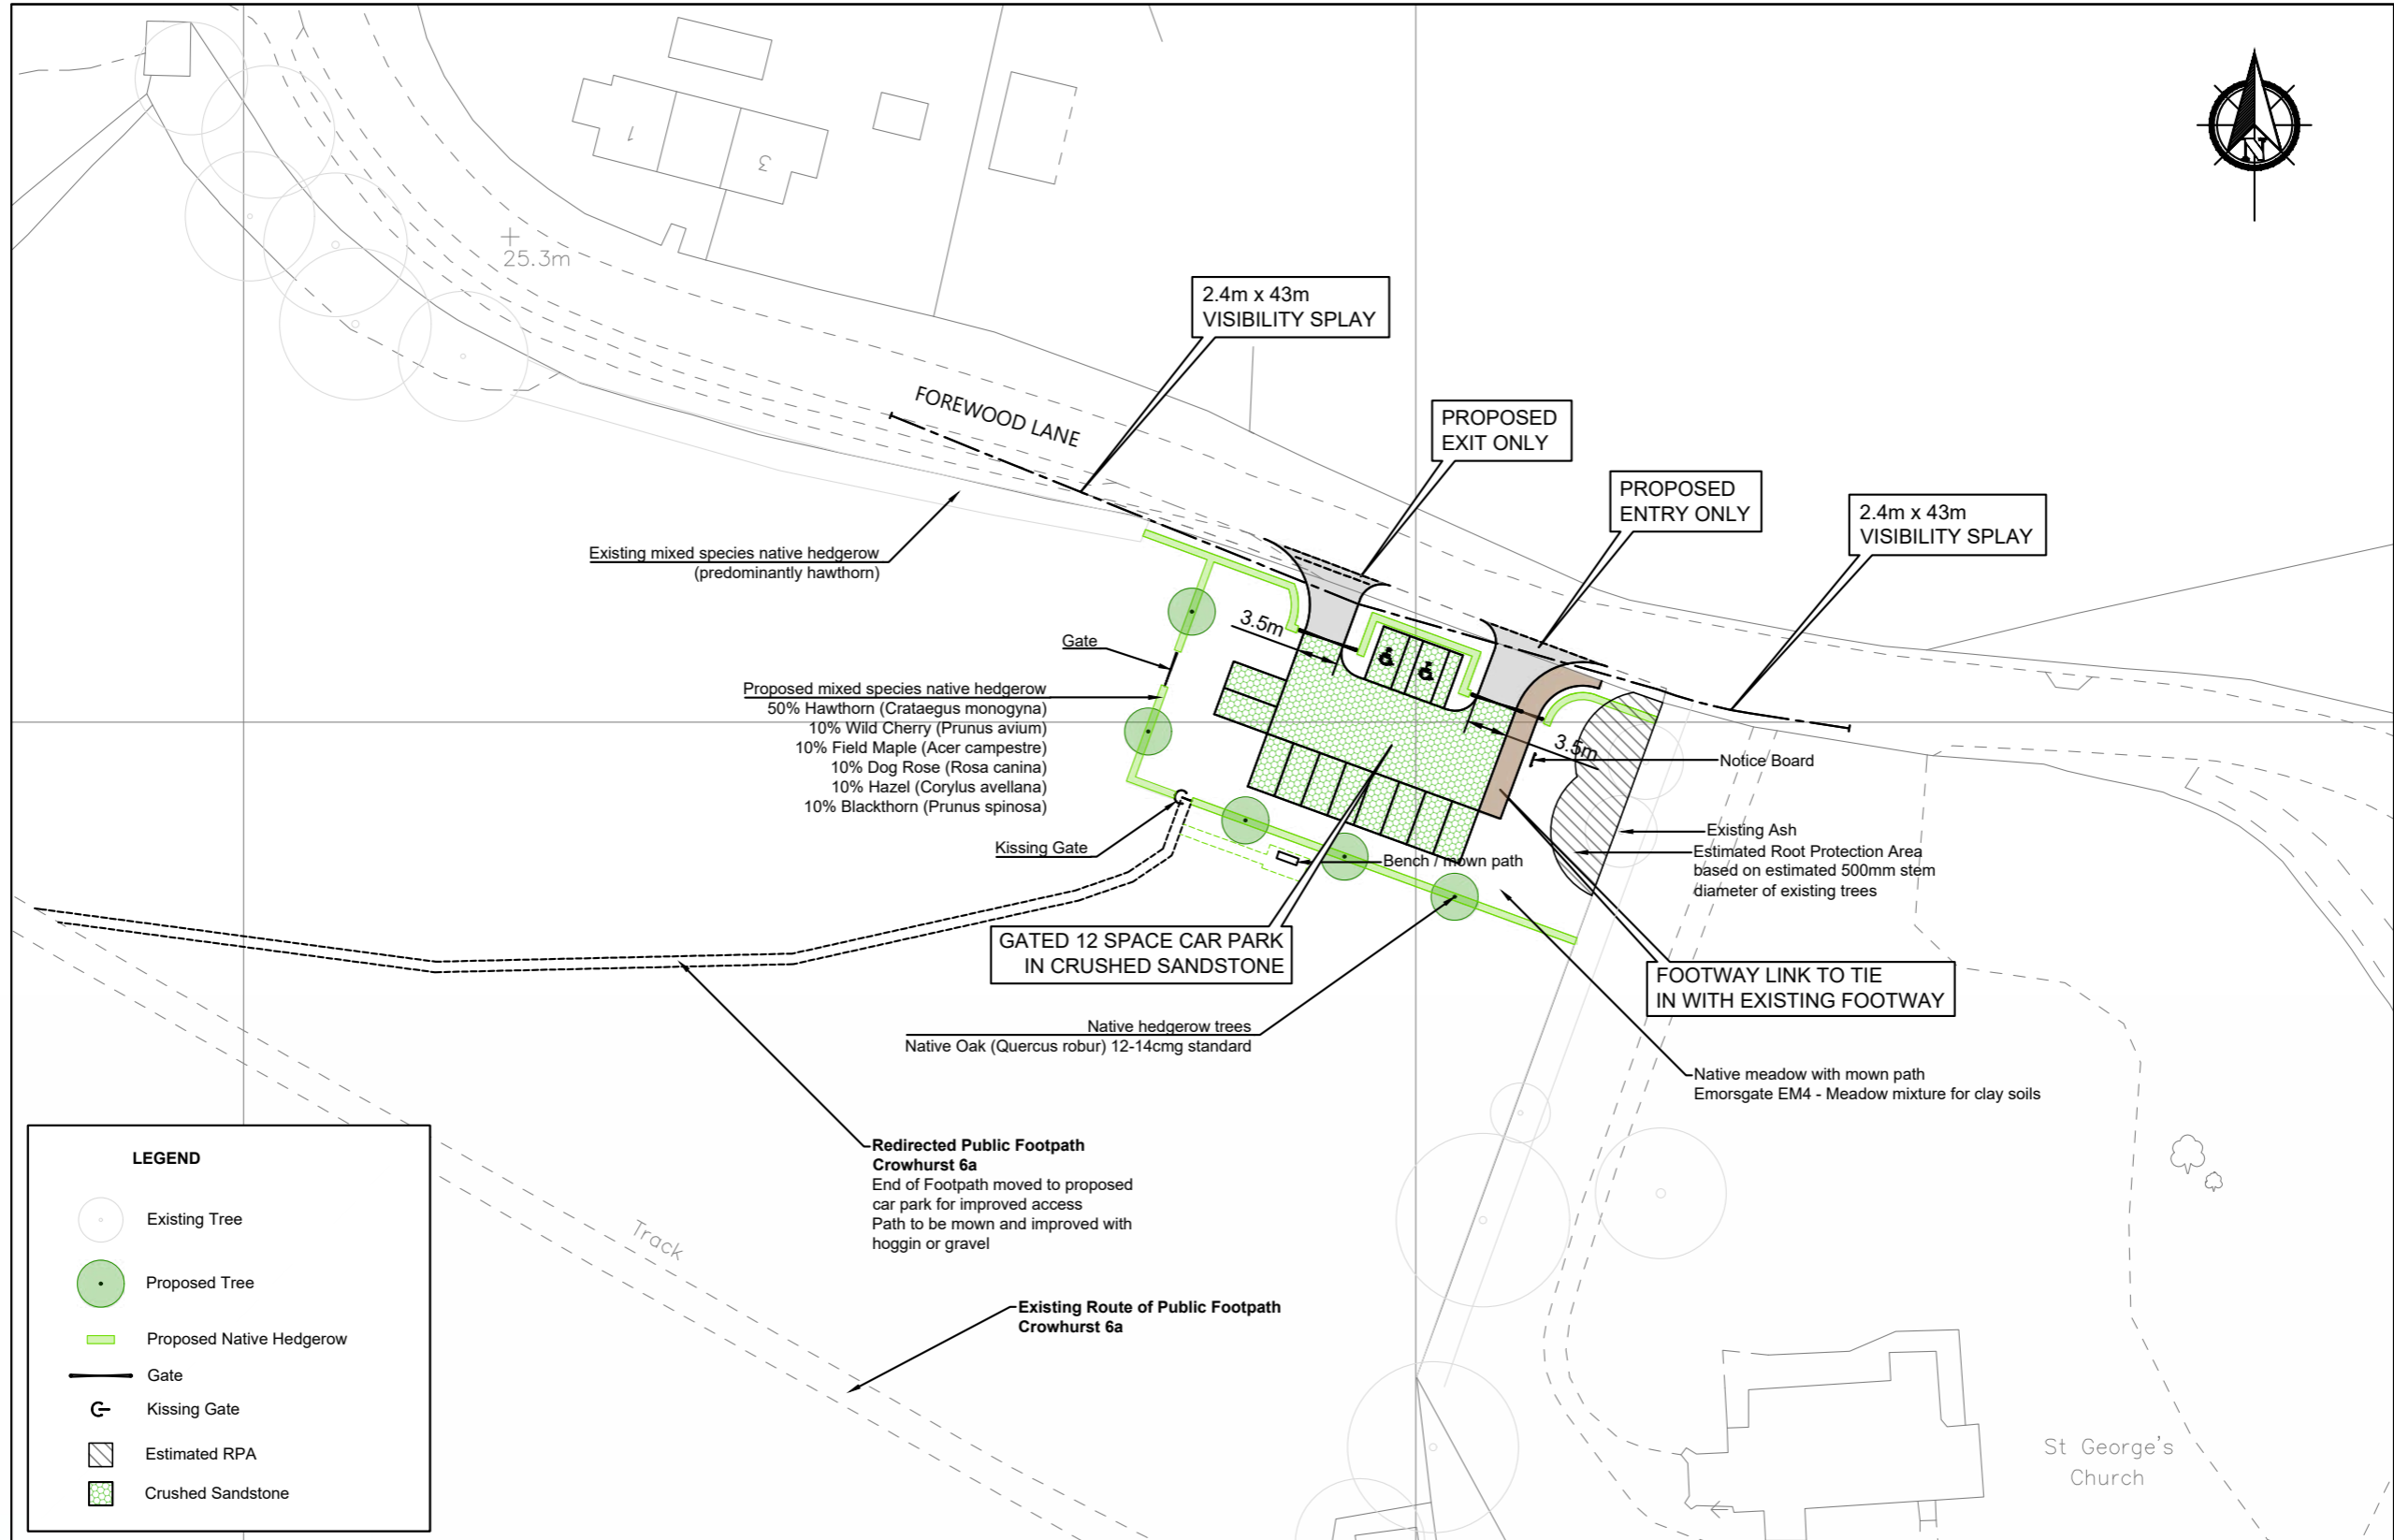 1
3
25.3m
N
2.4m x 43m
VISIBILITY SPLAY
FOREWOOD LANE
PROPOSED
EXIT ONLY
PROPOSED
ENTRY ONLY
2.4m x 43m
VISIBILITY SPLAY
Existing mixed species native hedgerow
(predominantly hawthorn)
3.5m
Gate
Proposed mixed species native hedgerow
50% Hawthorn (Crataegus monogyna)
10% Wild Cherry (Prunus avium)
10% Field Maple (Acer campestre)
10% Dog Rose (Rosa canina)
10% Hazel (Corylus avellana)
10% Blackthorn (Prunus spinosa)
3.5m
Notice Board
Kissing Gate
Bench / mown path
Existing Ash
Estimated Root Protection Area
based on estimated 500mm stem
diameter of existing trees
GATED 12 SPACE CAR PARK
IN CRUSHED SANDSTONE
FOOTWAY LINK TO TIE
IN WITH EXISTING FOOTWAY
Native hedgerow trees
Native Oak (Quercus robur) 12-14cmg standard
Native meadow with mown path
Emorsgate EM4 - Meadow mixture for clay soils
Redirected Public Footpath
Crowhurst 6a
End of Footpath moved to proposed
car park for improved access
Path to be mown and improved with
hoggin or gravel
Track
Existing Route of Public Footpath
Crowhurst 6a
St George's
Church
LEGEND
Existing Tree
Proposed Tree
Proposed Native Hedgerow
Gate
Kissing Gate
Estimated RPA
Crushed Sandstone